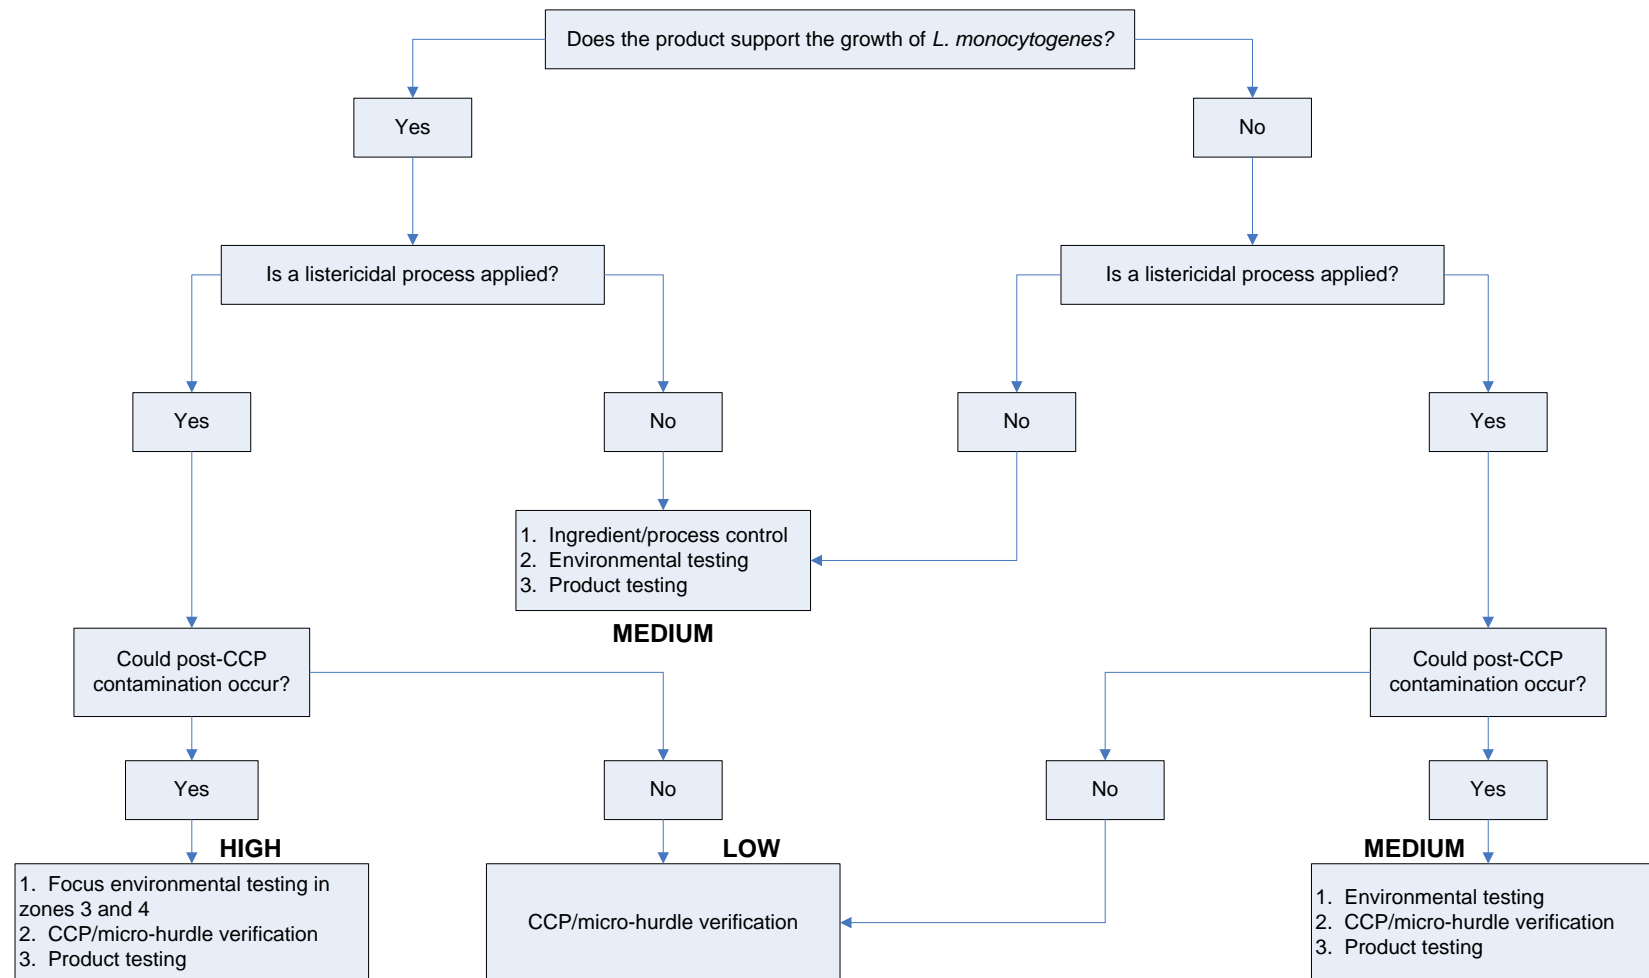 Does the product support the growth of L. monocytogenes?
Yes
No
Is a listericidal process applied?
Is a listericidal process applied?
Yes
No
No
Yes
1. Ingredient/process control
2. Environmental testing
3. Product testing
MEDIUM
Could post-CCP
contamination occur?
Could post-CCP
contamination occur?
Yes
No
No
Yes
HIGH
LOW
MEDIUM
1. Focus environmental testing in
zones 3 and 4
2. CCP/micro-hurdle verification
3. Product testing
CCP/micro-hurdle verification
1. Environmental testing
2. CCP/micro-hurdle verification
3. Product testing